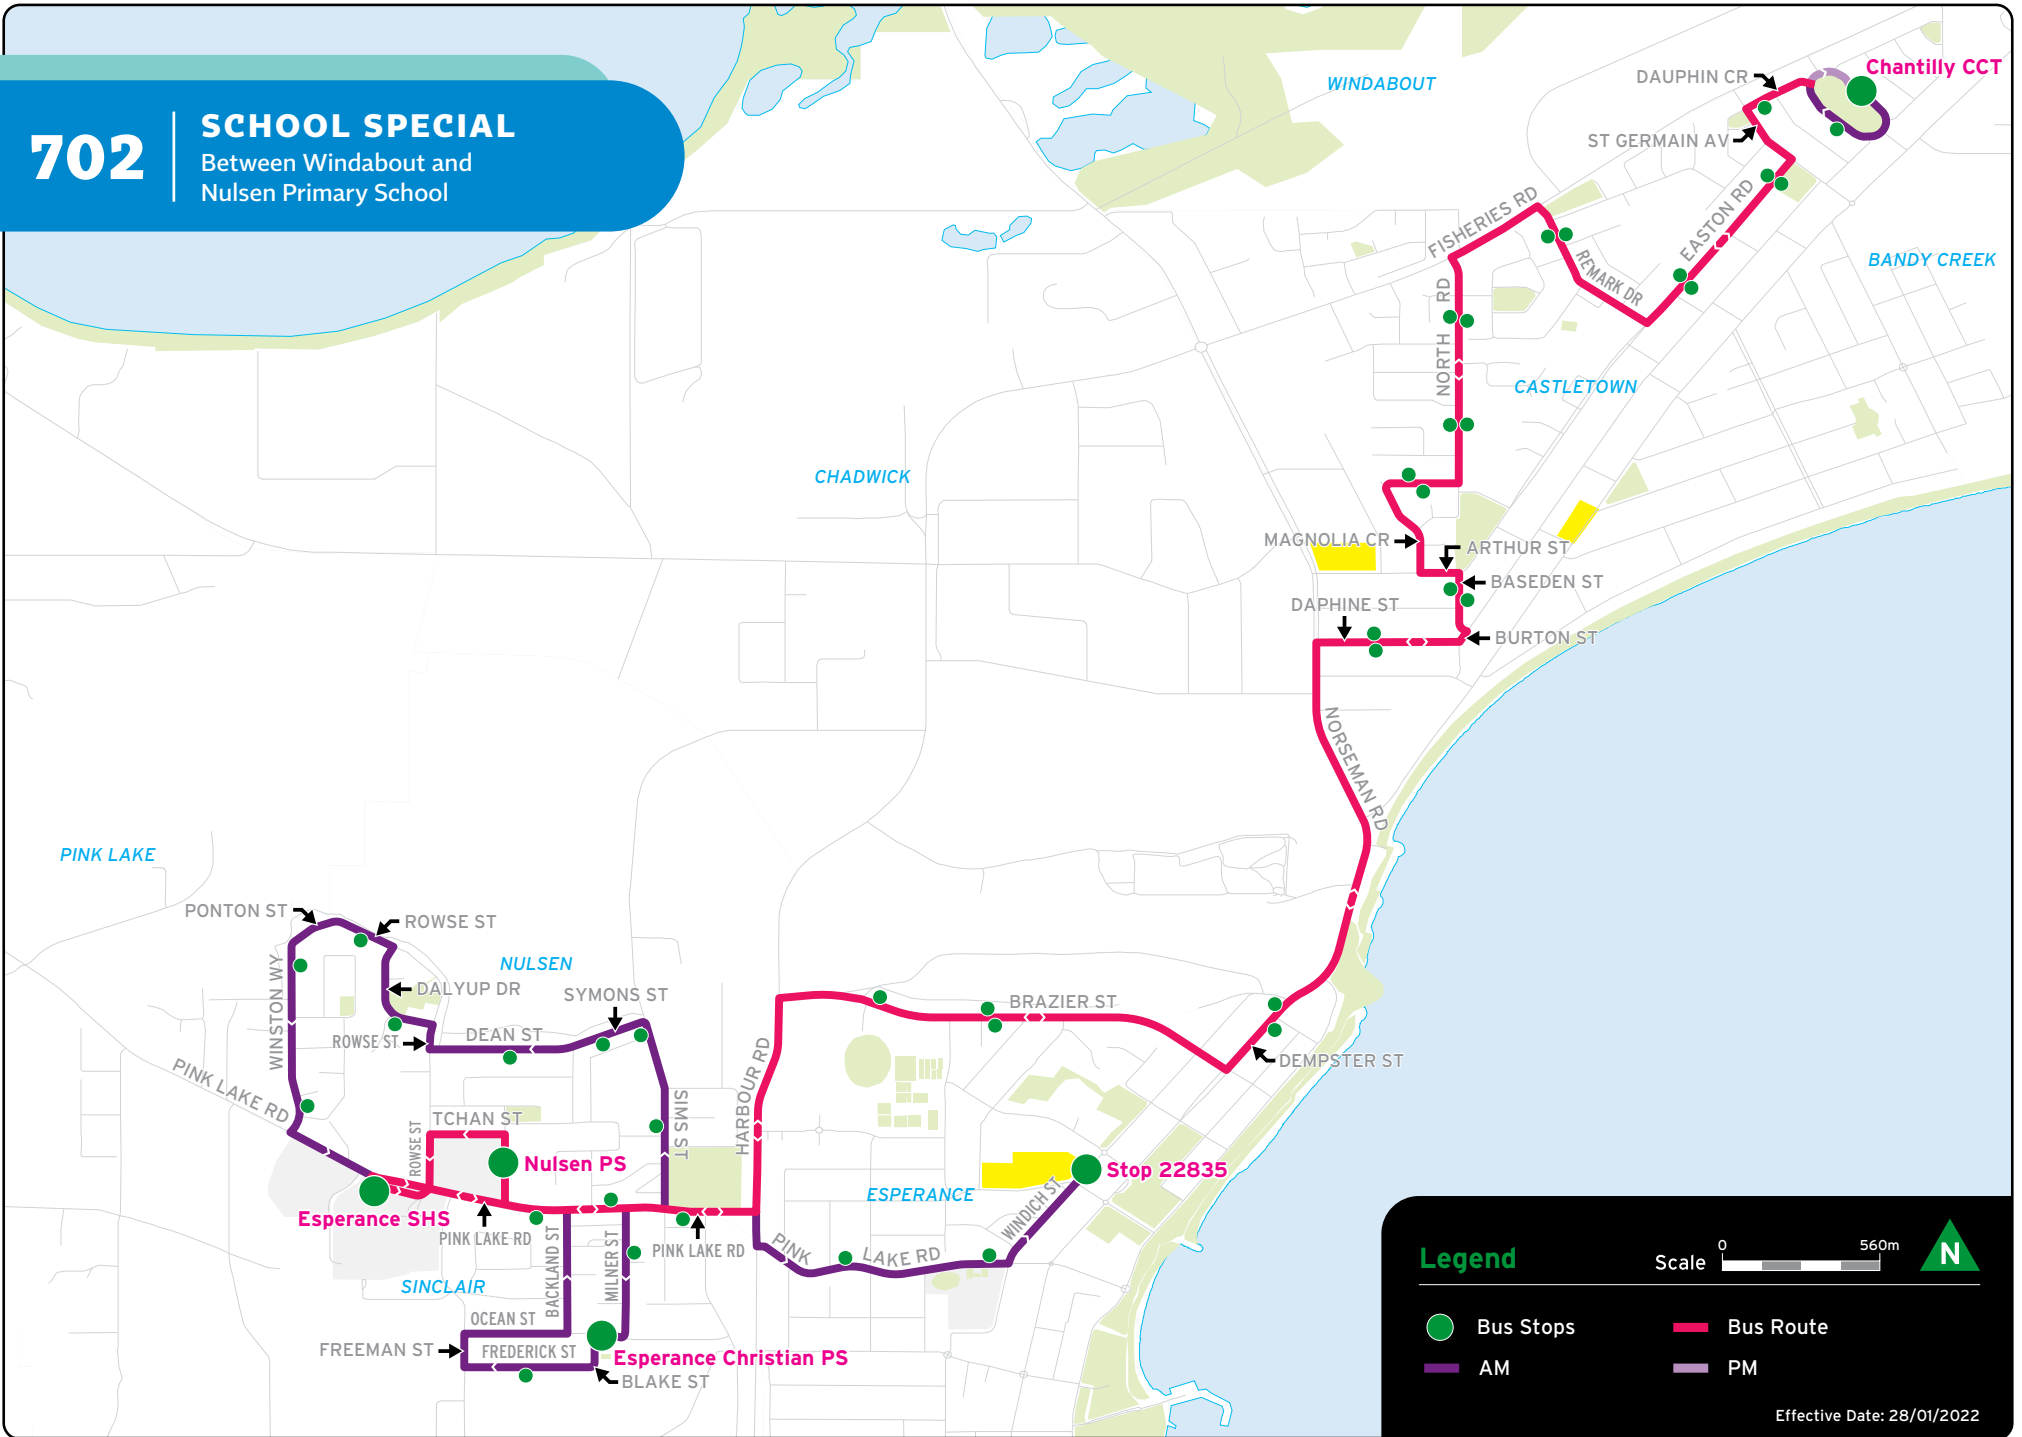 702
SCHOOL SPECIAL
Between Windabout and
Nulsen Primary School
WINDABOUT
DAUPHIN CR
Chantilly CCT
ST GERMAIN AV
FISHERIES RD
EASTON RD
REMARK DR
BANDY CREEK
NORTH RD
CASTLETOWN
CHADWICK
MAGNOLIA CR
ARTHUR ST
BASEDEN ST
DAPHINE ST
BURTON ST
NORSEMAN RD
PINK LAKE
PONTON ST
ROWSE ST
NULSEN
WINSTON WY
DALYUP DR
SYMONS ST
BRAZIER ST
ROWSE ST
DEAN ST
DEMPSTER ST
HARBOUR RD
PINK LAKE RD
TCHAN ST
SIMS ST
ROWSE ST
Nulsen PS
Stop 22835
ESPERANCE
WINDICH ST
Esperance SHS
PINK LAKE RD
PINK LAKE RD
PINK LAKE RD
BACKLAND ST
MILNER ST
SINCLAIR
OCEAN ST
FREEMAN ST
FREDERICK ST
Esperance Christian PS
BLAKE ST
Legend
Scale
0
560m
N
Bus Stops
Bus Route
AM
PM
Effective Date: 28/01/2022